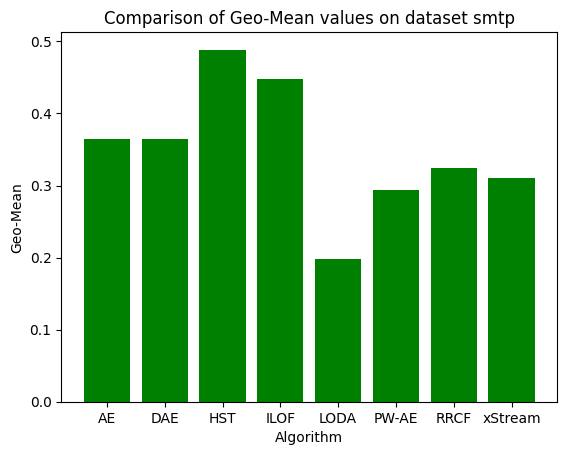 Comparison of Geo-Mean values on dataset smtp
Geo-Mean
0.5
0.4
0.3
0.2
0.1
0.0
AE DAE HST ILOF LODA PW-AE RRCF xStream
Algorithm